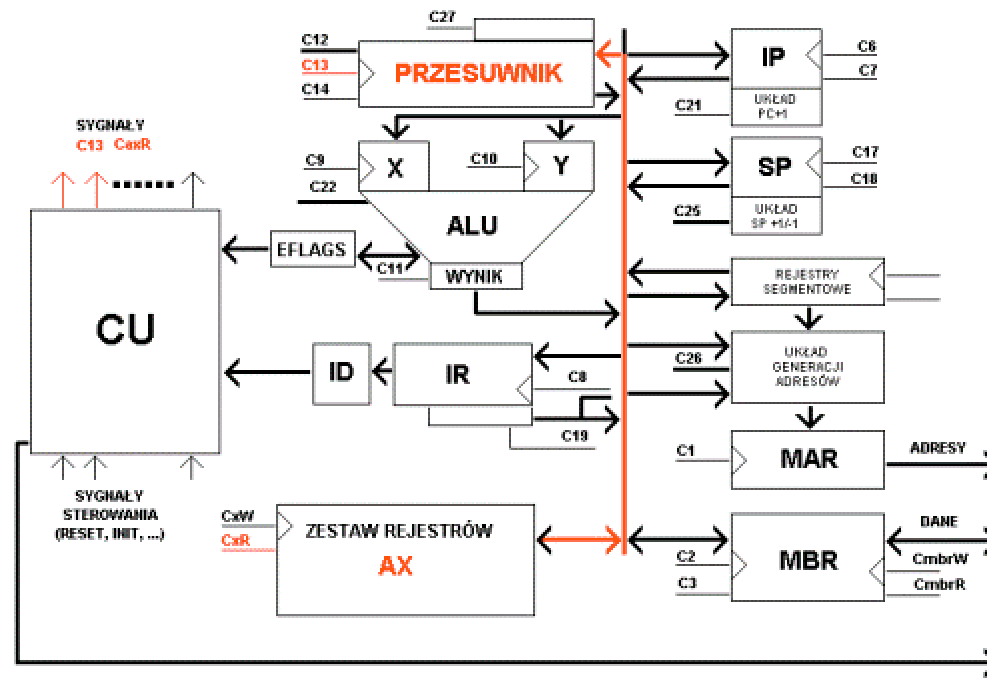 C27
C12
C13
C14
PRZESUWNIK
IP
C6
C7
C21
UKŁAD
PC+1
SYGNAŁY
C13 CaxR
C9
X
C10
Y
C22
ALU
SP
C17
C18
C25
UKŁAD
SP +1/-1
EFLAGS
C11
WYNIK
REJESTRY
SEGMENTOWE
CU
ID
IR
C8
C19
C26
UKŁAD
GENERACJI
ADRESÓW
C1
MAR
ADRESY
SYGNAŁY
STEROWANIA
(RESET, INIT, ...)
CxW
CxR
ZESTAW REJESTRÓW
AX
C2
C3
MBR
DANE
CmbrW
CmbrR